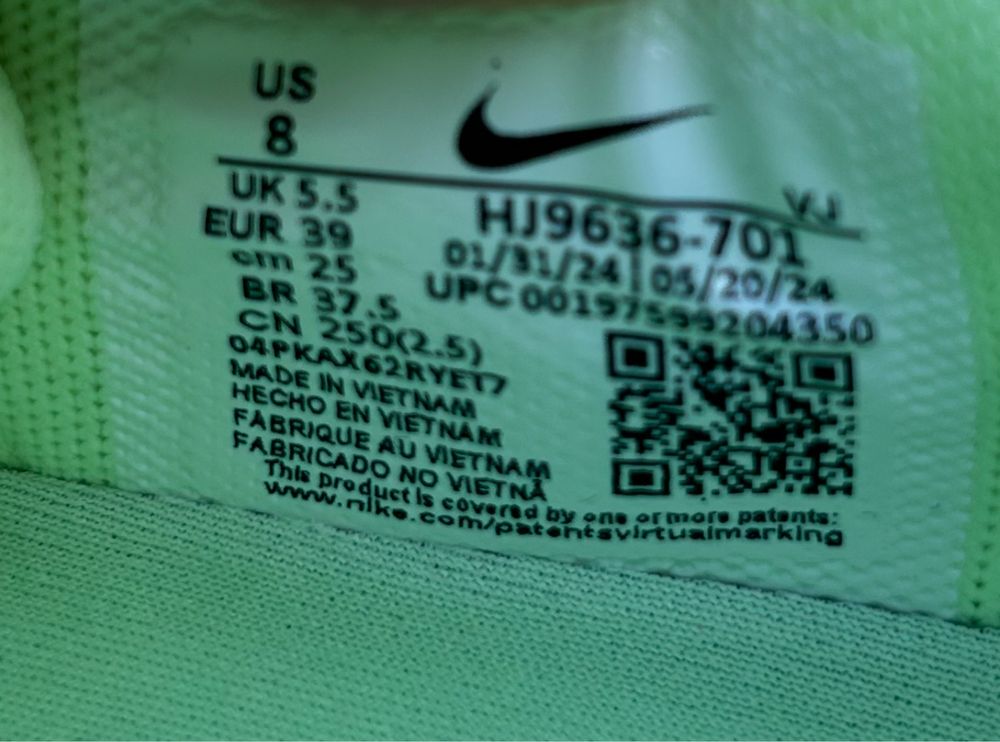 US
8
UK 5.5
EUR 39
cm 25
BR 37.5
CN 250(2.5)
04PKAX62RYET7
MADE IN VIETNAM
HECHO EN VIETNAM
FABRIQUE AU VIETNAM
FABRICADO NO VIETNÃ
This product is covered by one or more patents:
www.nike.com/patentsvirtualmarking
VJ
HJ9636-701
01/31/24 | 05/20/24
UPC 00197599204350